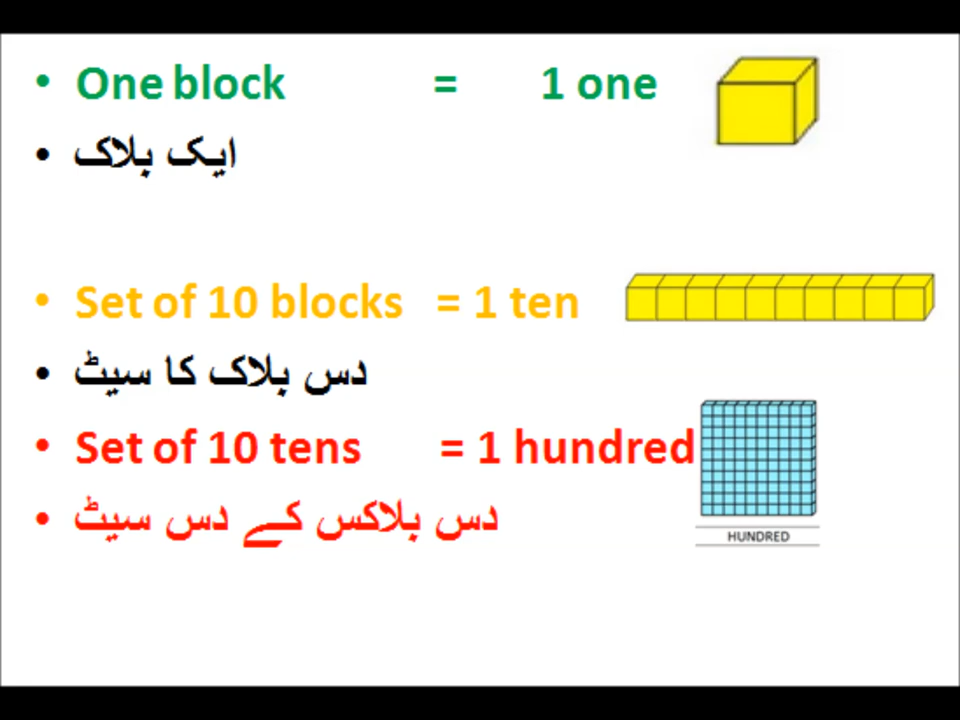 • One block = 1 one
• ایک بلاک
• Set of 10 blocks = 1 ten
• دس بلاک کا سیٹ
• Set of 10 tens = 1 hundred
• دس بلاکس کے دس سیٹ
HUNDRED